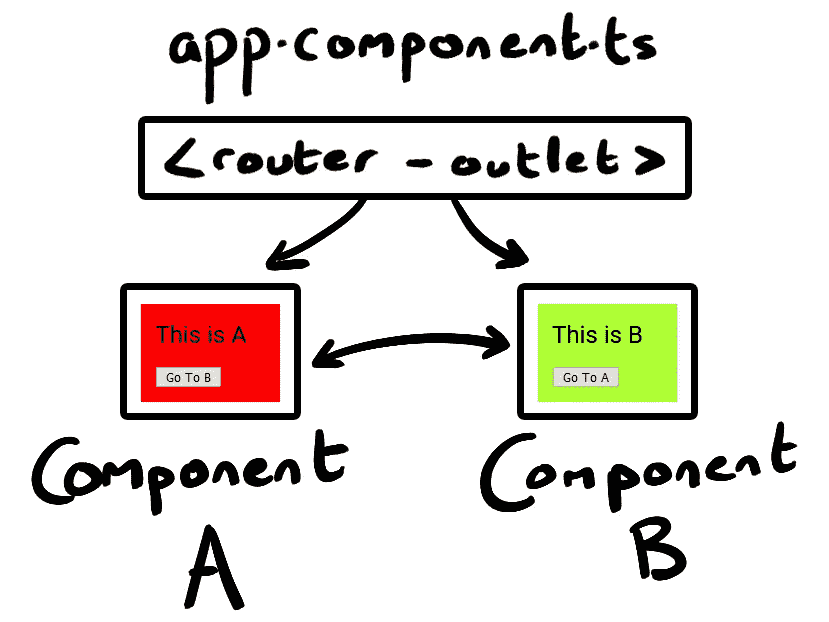 app.component.ts
<router - outlet>
This is A
Go To B
This is B
Go To A
Component
A
Component
B